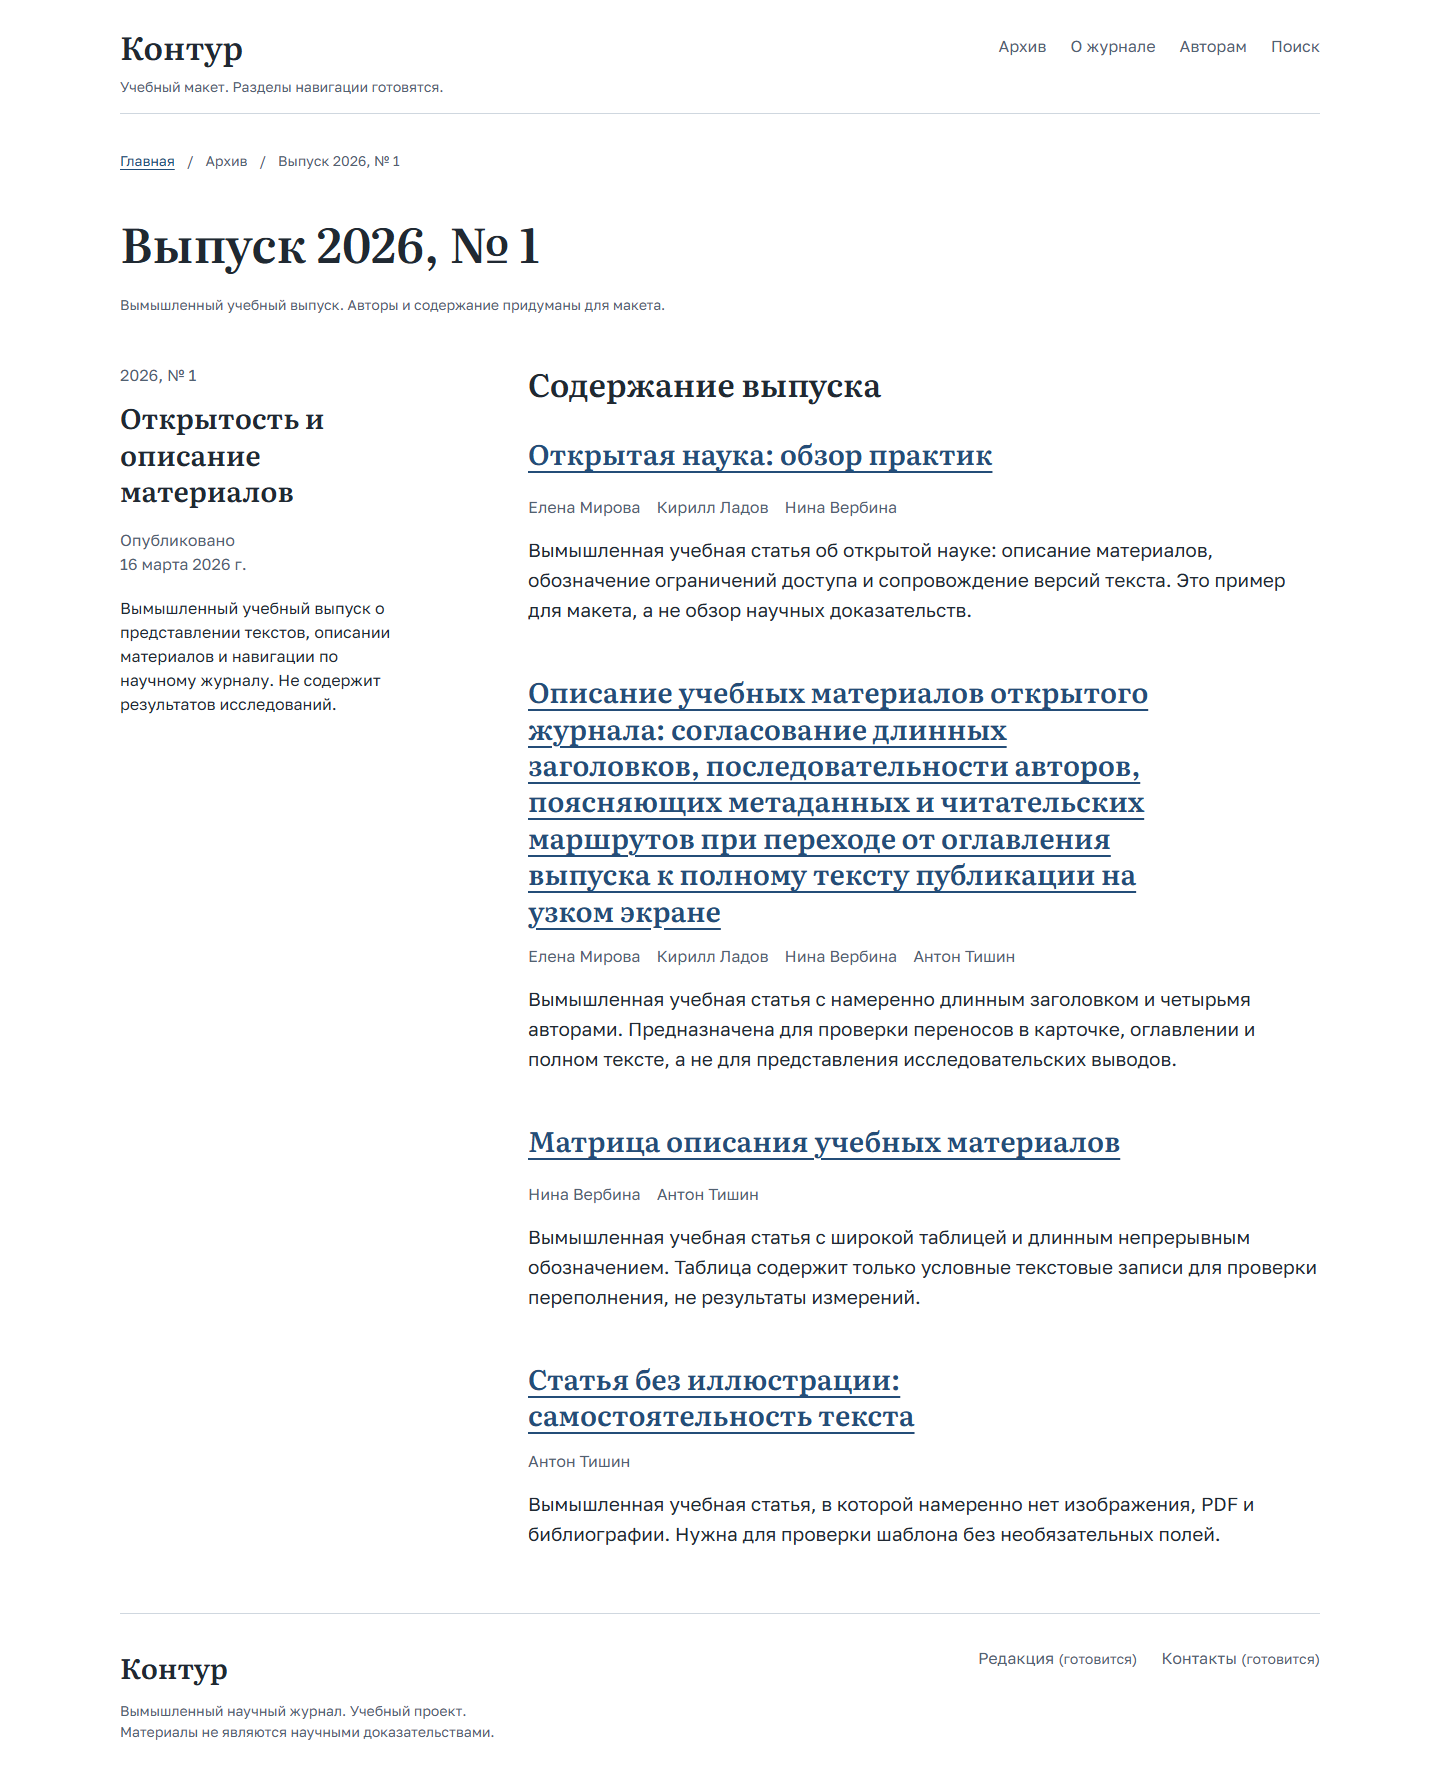 Контур
Архив О журнале Авторам Поиск
Учебный макет. Разделы навигации готовятся.
Главная / Архив / Выпуск 2026, № 1
Выпуск 2026, № 1
Вымышленный учебный выпуск. Авторы и содержание придуманы для макета.
2026, № 1
Открытость и
описание
материалов
Опубликовано
16 марта 2026 г.
Вымышленный учебный выпуск о
представлении текстов, описании
материалов и навигации по
научному журналу. Не содержит
результатов исследований.
Содержание выпуска
Открытая наука: обзор практик
Елена Мирова Кирилл Ладов Нина Вербина
Вымышленная учебная статья об открытой науке: описание материалов,
обозначение ограничений доступа и сопровождение версий текста. Это пример
для макета, а не обзор научных доказательств.
Описание учебных материалов открытого
журнала: согласование длинных
заголовков, последовательности авторов,
поясняющих метаданных и читательских
маршрутов при переходе от оглавления
выпуска к полному тексту публикации на
узком экране
Елена Мирова Кирилл Ладов Нина Вербина Антон Тишин
Вымышленная учебная статья с намеренно длинным заголовком и четырьмя
авторами. Предназначена для проверки переносов в карточке, оглавлении и
полном тексте, а не для представления исследовательских выводов.
Матрица описания учебных материалов
Нина Вербина Антон Тишин
Вымышленная учебная статья с широкой таблицей и длинным непрерывным
обозначением. Таблица содержит только условные текстовые записи для проверки
переполнения, не результаты измерений.
Статья без иллюстрации:
самостоятельность текста
Антон Тишин
Вымышленная учебная статья, в которой намеренно нет изображения, PDF и
библиографии. Нужна для проверки шаблона без необязательных полей.
Контур
Редакция (готовится) Контакты (готовится)
Вымышленный научный журнал. Учебный проект.
Материалы не являются научными доказательствами.